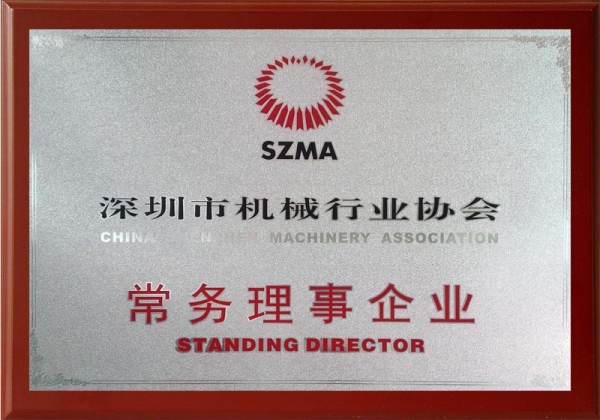 SZMA
深圳市机械行业协会
CHINA SHENZHEN MACHINERY ASSOCIATION
常务理事企业
STANDING DIRECTOR